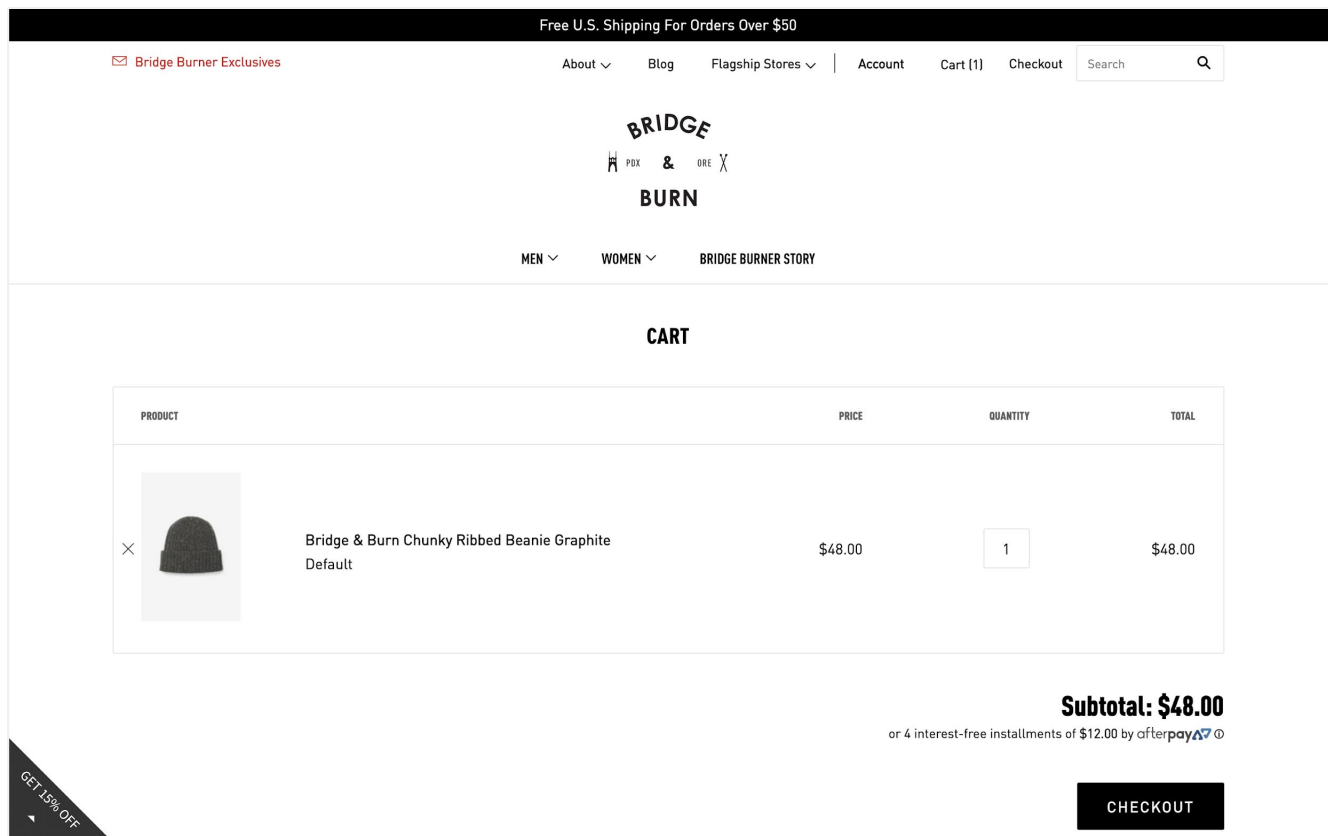 Free U.S. Shipping For Orders Over $50
Bridge Burner Exclusives
About Blog Flagship Stores Account Cart (1) Checkout Search
BRIDGE
PDX & ORE
BURN
MEN WOMEN BRIDGE BURNER STORY
CART
PRODUCT PRICE QUANTITY TOTAL
Bridge & Burn Chunky Ribbed Beanie Graphite
Default
$48.00 1 $48.00
Subtotal: $48.00
or 4 interest-free installments of $12.00 by afterpay
GET 15% OFF
CHECKOUT